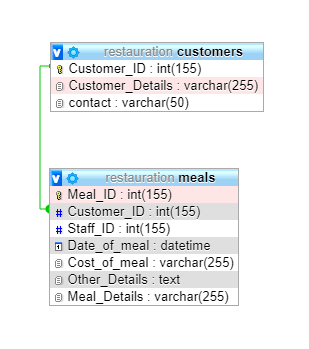 restauration customers
Customer_ID : int(155)
Customer_Details : varchar(255)
contact : varchar(50)
restauration meals
Meal_ID : int(155)
Customer_ID : int(155)
Staff_ID : int(155)
Date_of_meal : datetime
Cost_of_meal : varchar(255)
Other_Details : text
Meal_Details : varchar(255)